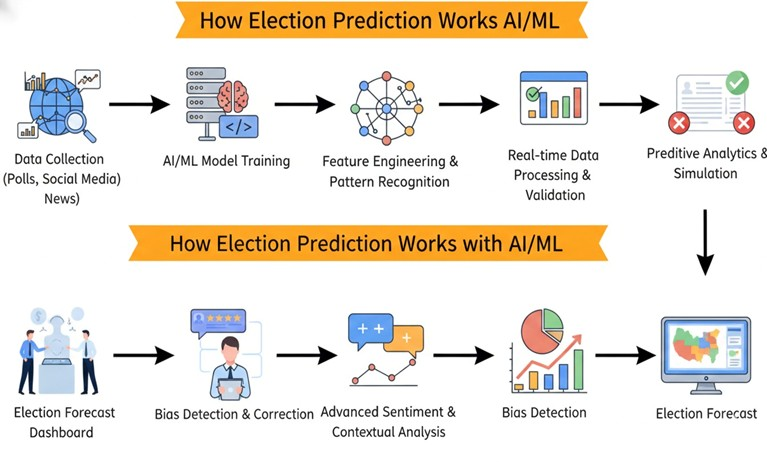 How Election Prediction Works AI/ML
Data Collection
(Polls, Social Media)
News)
AI/ML Model Training
Feature Engineering &
Pattern Recognition
Real-time Data
Processing &
Validation
Preditive Analytics &
Simulation
How Election Prediction Works with AI/ML
Election Forecast
Dashboard
Bias Detection & Correction
Advanced Sentiment &
Contextual Analysis
Bias Detection
Election Forecast